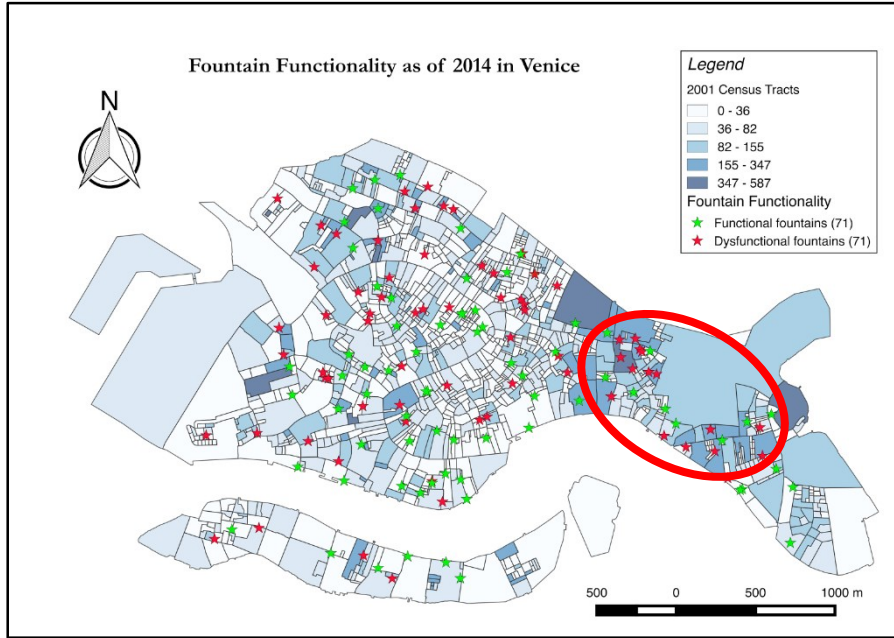 Fountain Functionality as of 2014 in Venice
N
Legend
2001 Census Tracts
0 - 36
36 - 82
82 - 155
155 - 347
347 - 587
Fountain Functionality
Functional fountains (71)
Dysfunctional fountains (71)
500 0 500 1000 m